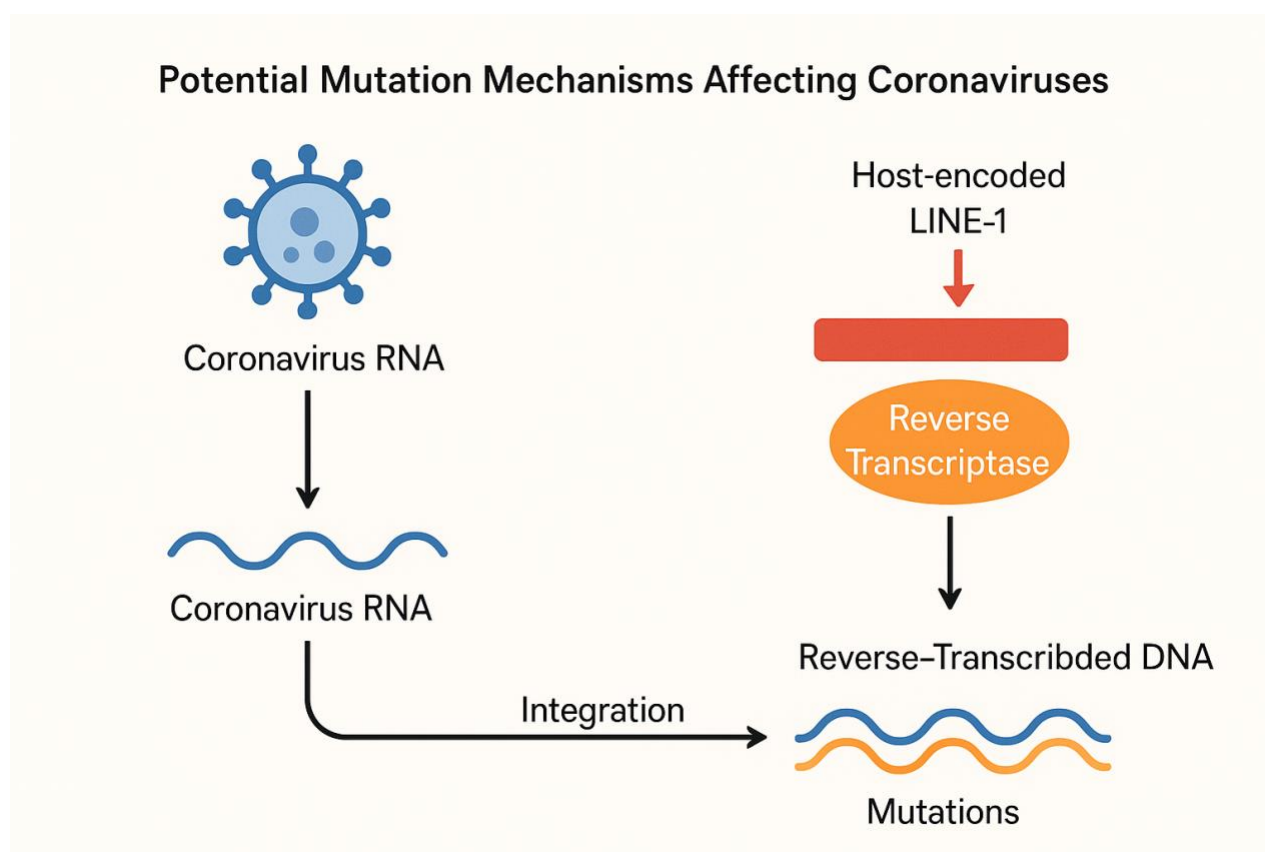 Potential Mutation Mechanisms Affecting Coronaviruses
Coronavirus RNA
Coronavirus RNA
Integration
Host-encoded
LINE-1
Reverse
Transcriptase
Reverse–Transcribded DNA
Mutations